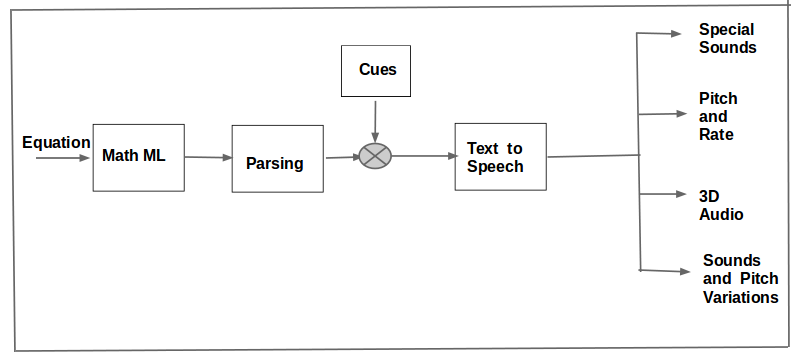 Equation
Math ML
Parsing
Cues
Text to
Speech
Special
Sounds
Pitch
and
Rate
3D
Audio
Sounds
and Pitch
Variations